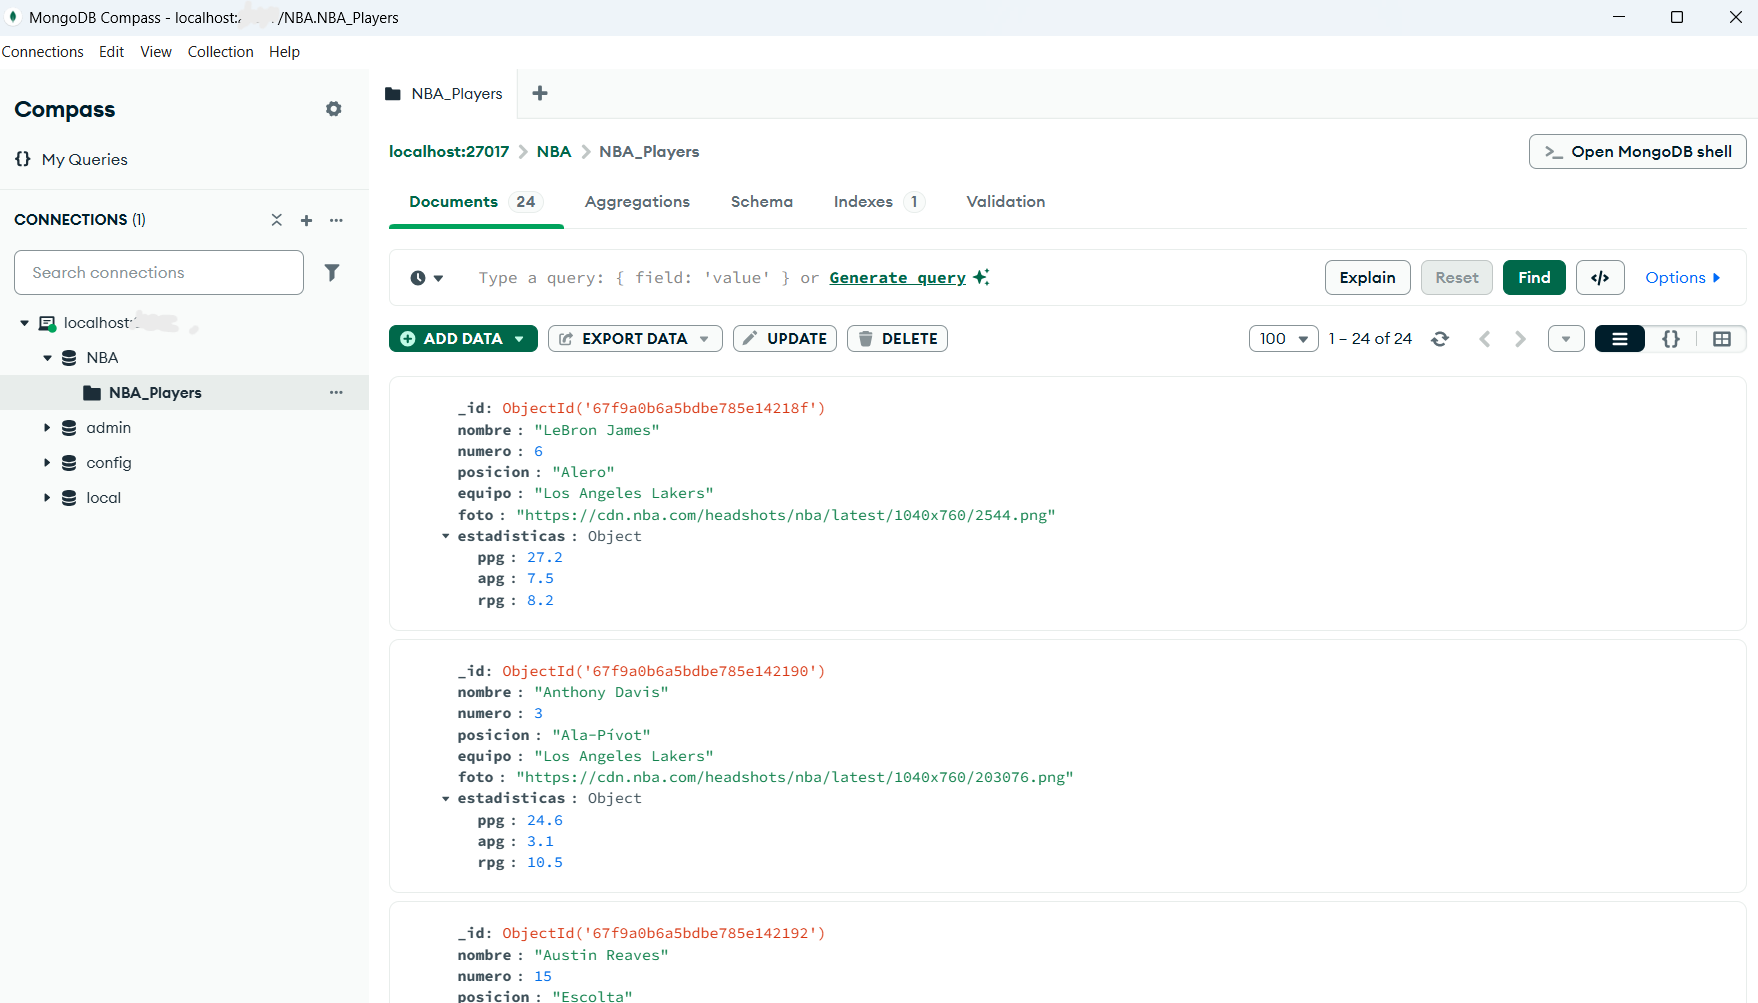 MongoDB Compass - localhost: /NBA.NBA_Players
Connections Edit View Collection Help
Compass
{} My Queries
CONNECTIONS (1)
Search connections
localhost:
NBA
NBA_Players
admin
config
local
NBA_Players
localhost:27017 > NBA > NBA_Players
>_ Open MongoDB shell
Documents 24 Aggregations Schema Indexes 1 Validation
Type a query: { field: 'value' } or Generate query
Explain Reset Find </> Options
ADD DATA EXPORT DATA UPDATE DELETE
100 1 – 24 of 24 {}
_id: ObjectId('67f9a0b6a5bdbe785e14218f')
nombre : "LeBron James"
numero : 6
posicion : "Alero"
equipo : "Los Angeles Lakers"
foto : "https://cdn.nba.com/headshots/nba/latest/1040x760/2544.png"
estadisticas : Object
ppg : 27.2
apg : 7.5
rpg : 8.2
_id: ObjectId('67f9a0b6a5bdbe785e142190')
nombre : "Anthony Davis"
numero : 3
posicion : "Ala-Pívot"
equipo : "Los Angeles Lakers"
foto : "https://cdn.nba.com/headshots/nba/latest/1040x760/203076.png"
estadisticas : Object
ppg : 24.6
apg : 3.1
rpg : 10.5
_id: ObjectId('67f9a0b6a5bdbe785e142192')
nombre : "Austin Reaves"
numero : 15
posicion : "Escolta"